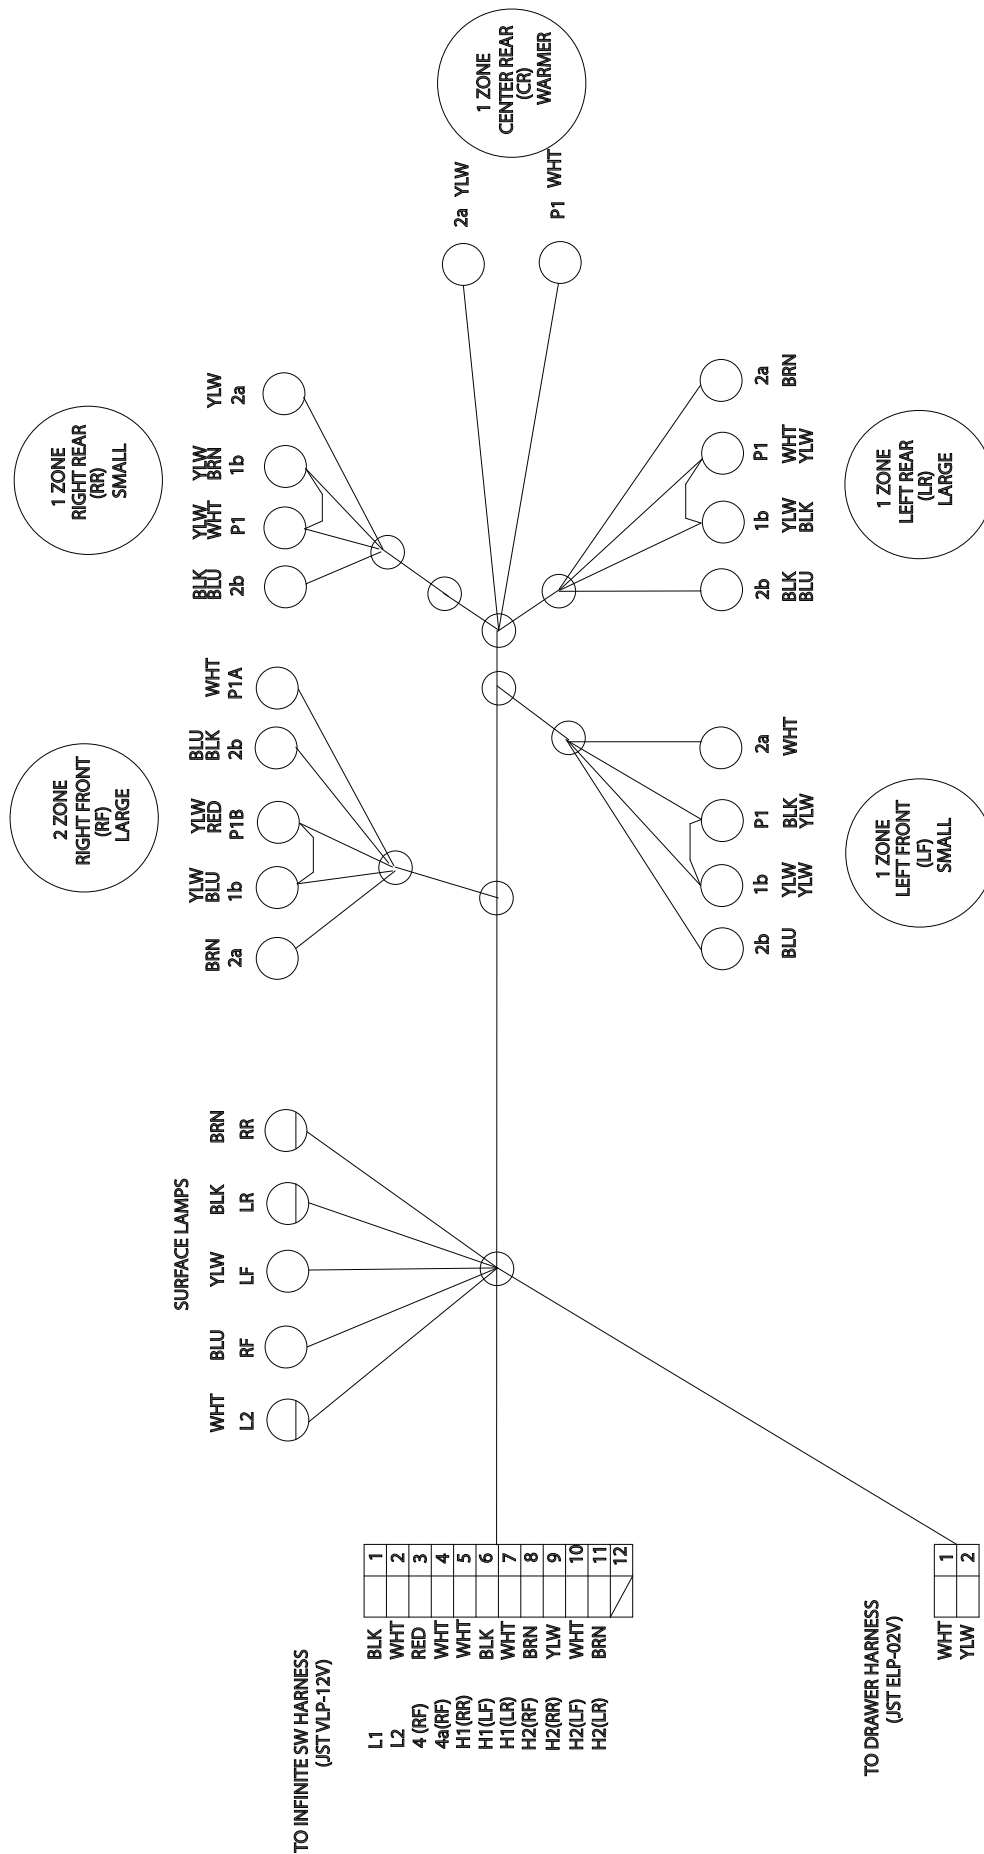 2 ZONE
RIGHT FRONT
(RF)
LARGE
1 ZONE
RIGHT REAR
(RR)
SMALL
SURFACE LAMPS
WHT
L2
BLU
RF
YLW
LF
BLK
LR
BRN
RR
BRN
2a
YLW
BLU
1b
YLW
RED
P1B
BLU
BLK
2b
WHT
P1A
BLK
BLU
2b
YLW
WHT
P1
YLW
BRN
1b
YLW
2a
TO INFINITE SW HARNESS
(JST VLP-12V)
L1 BLK 1
L2 WHT 2
4 (RF) RED 3
4a(RF) WHT 4
H1(RR) WHT 5
H1(LF) BLK 6
H1(LR) WHT 7
H2(RF) BRN 8
H2(RR) YLW 9
H2(LF) WHT 10
H2(LR) BRN 11
12
2a YLW
P1 WHT
1 ZONE
CENTER REAR
(CR)
WARMER
2b
BLU
1b
YLW
YLW
P1
BLK
YLW
2a
WHT
2b
BLK
BLU
1b
YLW
BLK
P1
WHT
YLW
2a
BRN
1 ZONE
LEFT FRONT
(LF)
SMALL
1 ZONE
LEFT REAR
(LR)
LARGE
TO DRAWER HARNESS
(JST ELP-02V)
WHT 1
YLW 2